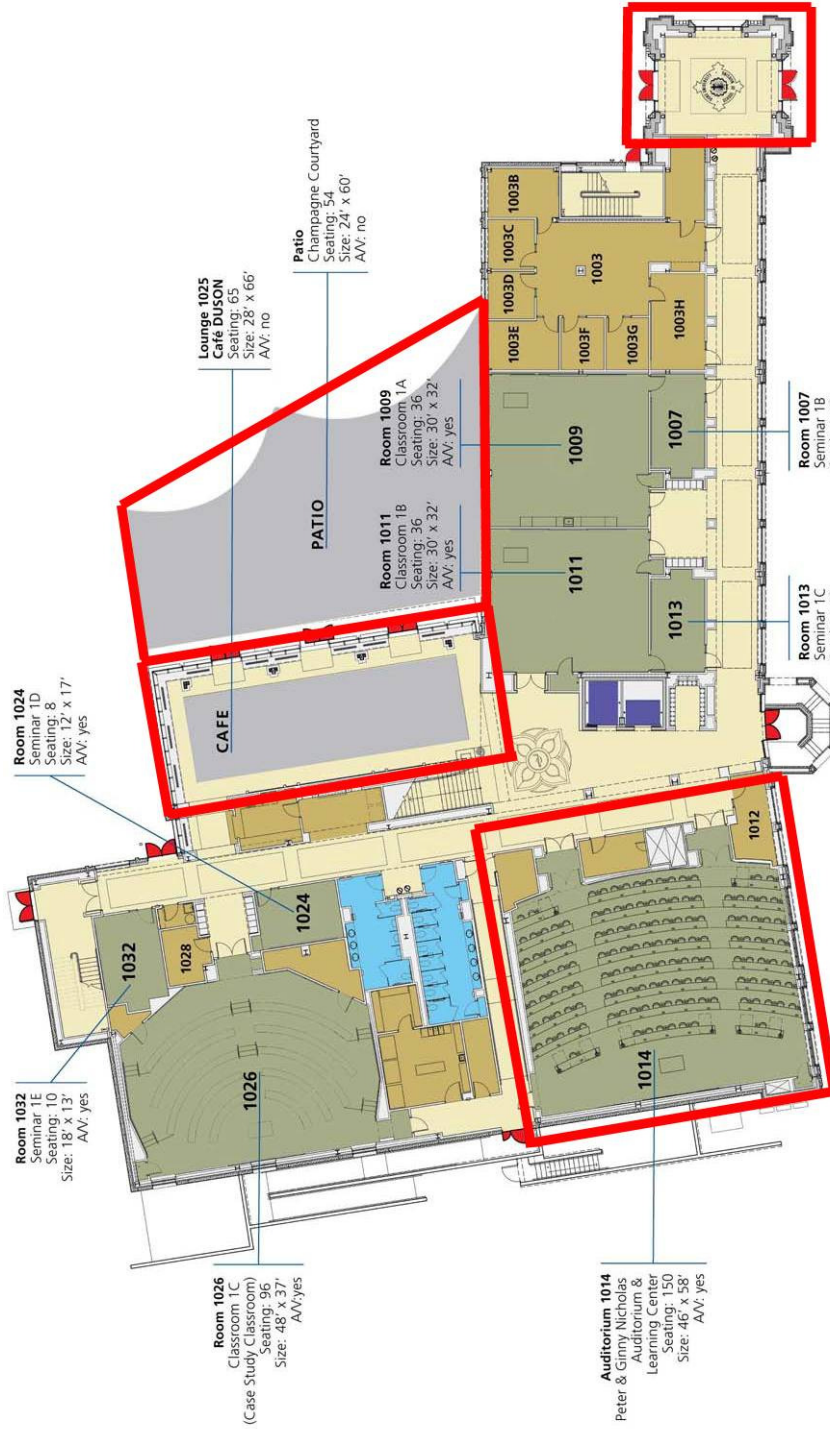 Room 1032
Seminar 1E
Seating: 10
Size: 18' x 13'
A/V: yes
Room 1024
Seminar 1D
Seating: 8
Size: 12' x 17'
A/V: yes
Lounge 1025
Café DUSON
Seating: 65
Size: 28' x 66'
A/V: no
Patio
Champagne Courtyard
Seating: 54
Size: 24' x 60'
A/V: no
Room 1026
Classroom 1C
(Case Study Classroom)
Seating: 96
Size: 48' x 37'
A/V:yes
Auditorium 1014
Peter & Ginny Nicholas
Auditorium &
Learning Center
Seating: 150
Size: 46' x 58'
A/V: yes
Room 1011
Classroom 1B
Seating: 36
Size: 30' x 32'
A/V: yes
Room 1009
Classroom 1A
Seating: 36
Size: 30' x 32'
A/V: yes
Room 1013
Seminar 1C
Room 1007
Seminar 1B
1032
1028
1024
1026
CAFE
PATIO
1014
1012
1011
1013
1009
1007
1003E
1003D
1003C
1003B
1003F
1003G
1003H
1003